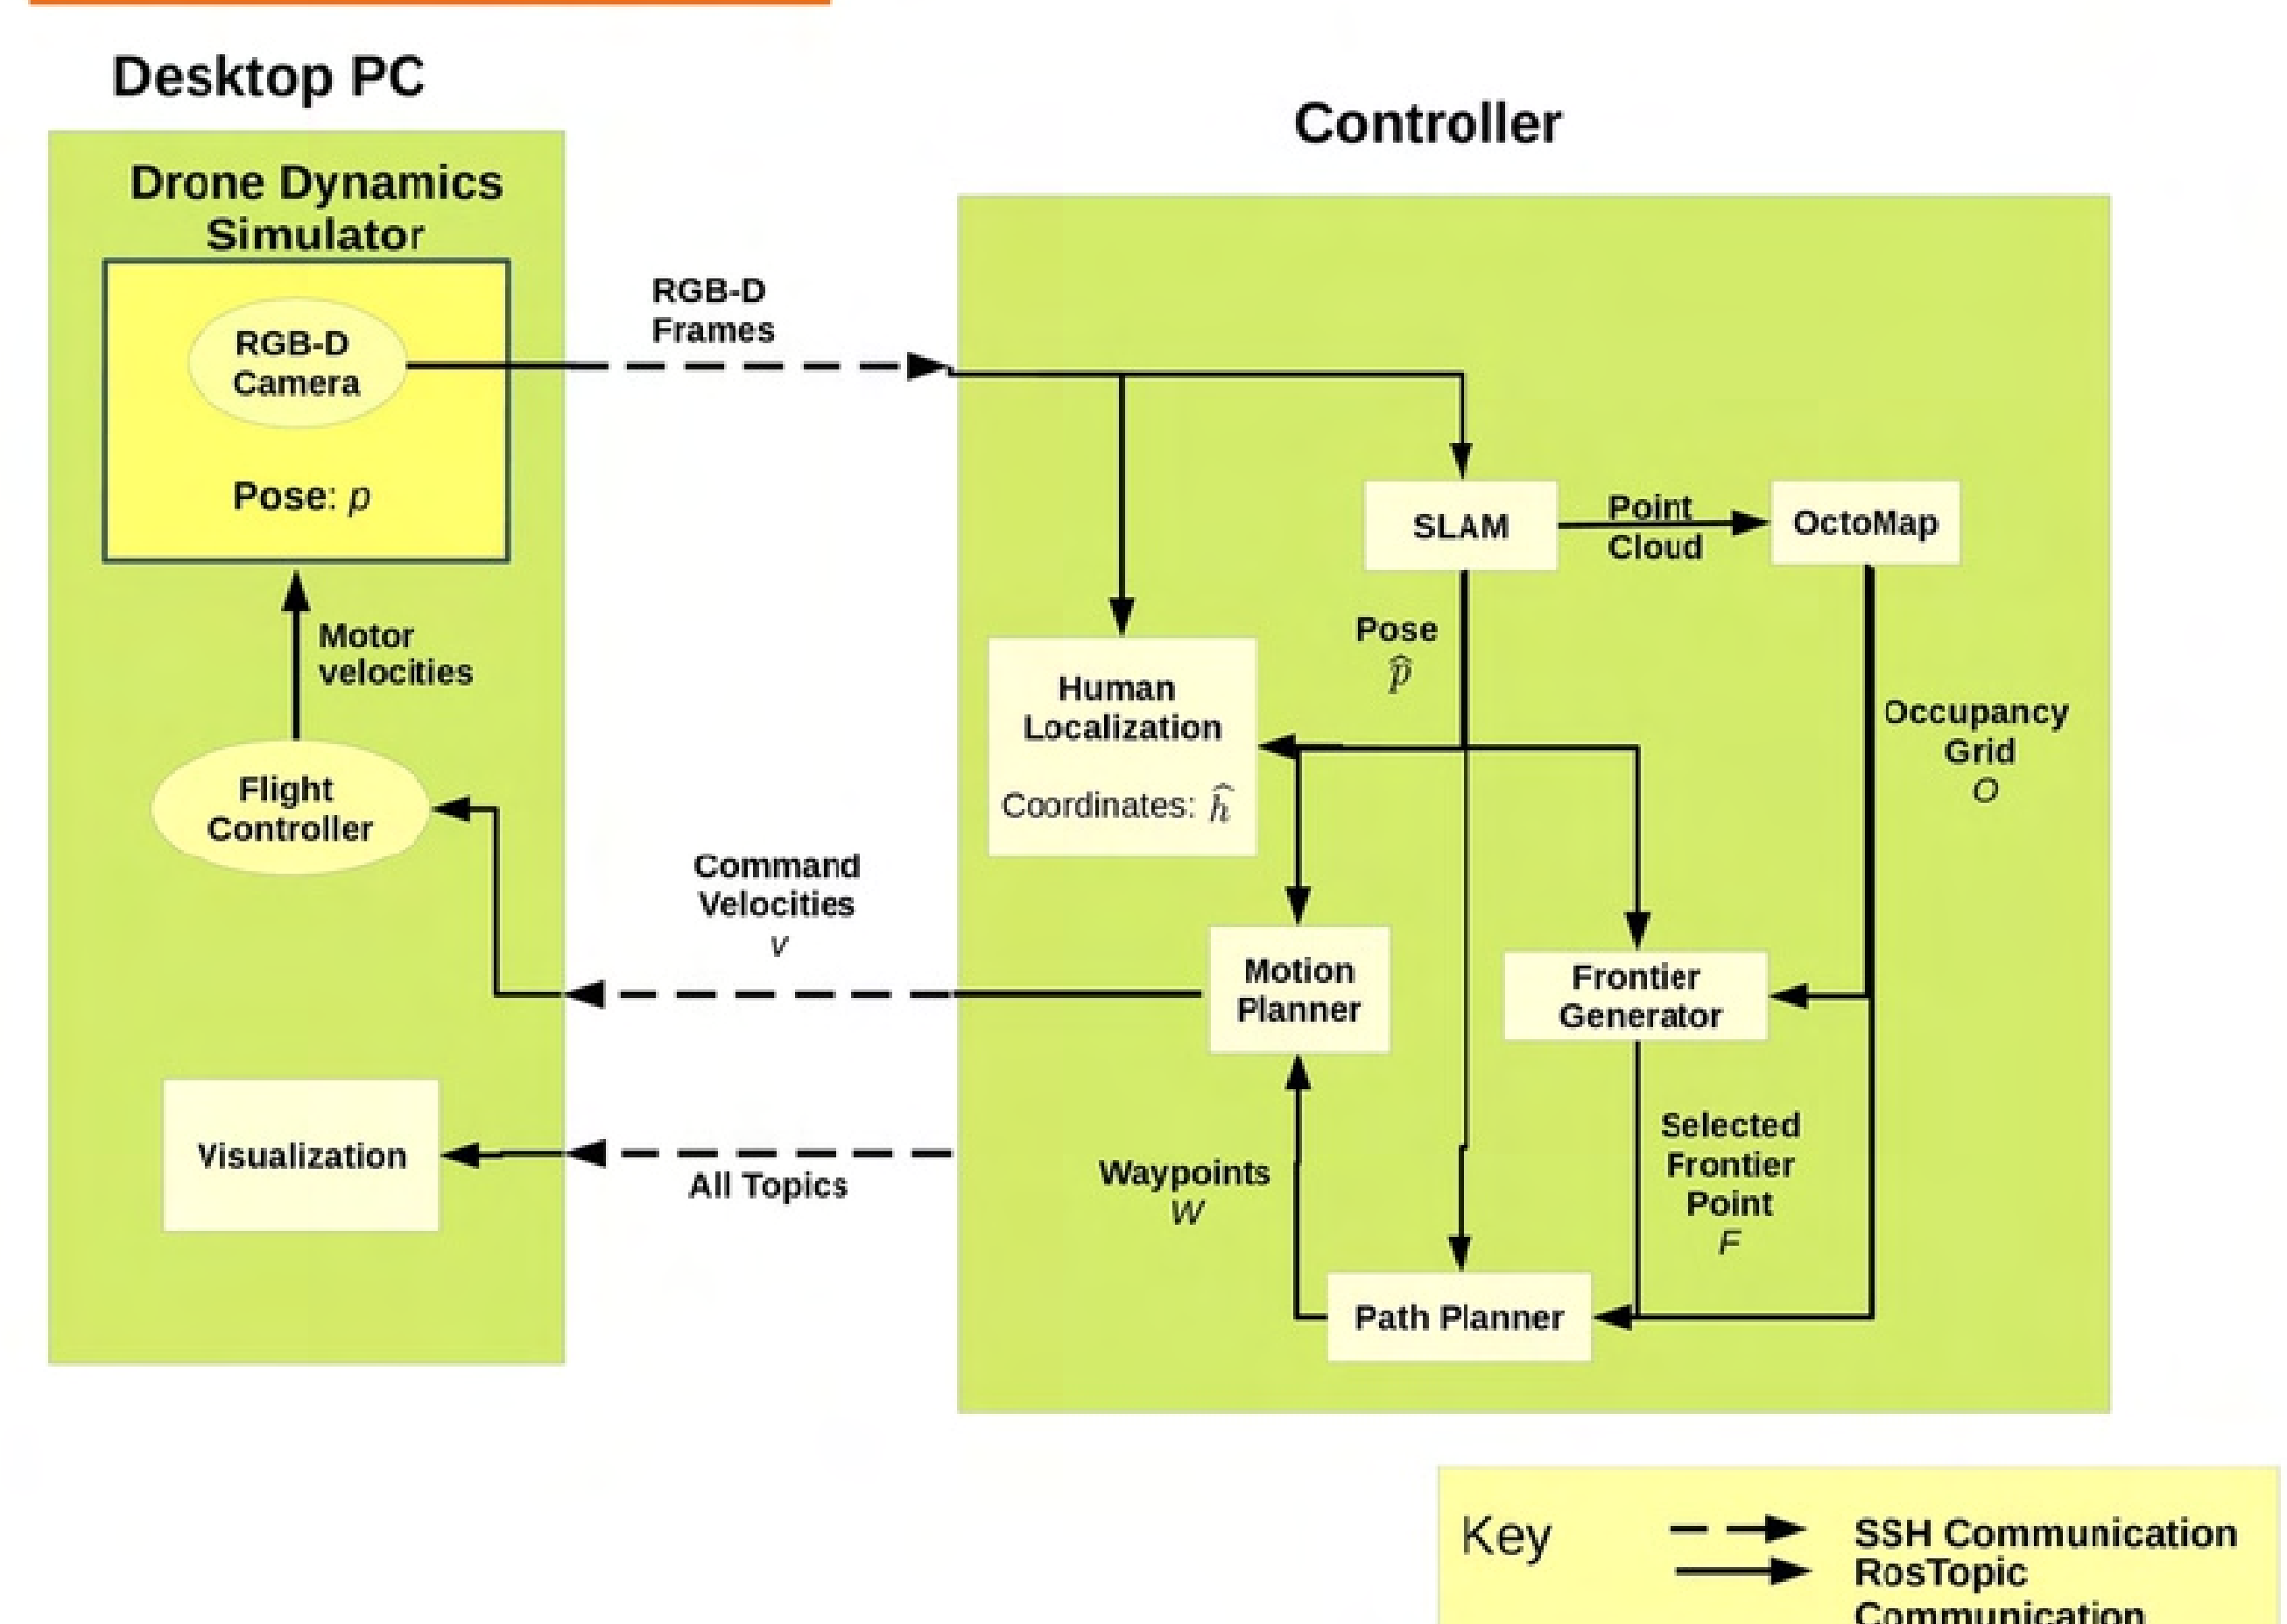 Desktop PC
Controller
Drone Dynamics
Simulator
RGB-D
Camera
Pose: p
RGB-D
Frames
Motor
velocities
Flight
Controller
Command
Velocities
v
Visualization
All Topics
SLAM
Point
Cloud
OctoMap
Pose
p̂
Human
Localization
Coordinates: ĥ
Occupancy
Grid
O
Motion
Planner
Frontier
Generator
Waypoints
W
Selected
Frontier
Point
F
Path Planner
Key
SSH Communication
RosTopic
Communication